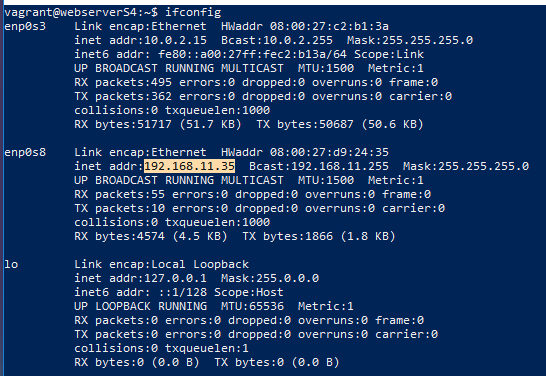 vagrant@webserverS4:~$ ifconfig
enp0s3    Link encap:Ethernet  HWaddr 08:00:27:c2:b1:3a
          inet addr:10.0.2.15  Bcast:10.0.2.255  Mask:255.255.255.0
          inet6 addr: fe80::a00:27ff:fec2:b13a/64 Scope:Link
          UP BROADCAST RUNNING MULTICAST  MTU:1500  Metric:1
          RX packets:495 errors:0 dropped:0 overruns:0 frame:0
          TX packets:362 errors:0 dropped:0 overruns:0 carrier:0
          collisions:0 txqueuelen:1000
          RX bytes:51717 (51.7 KB)  TX bytes:50687 (50.6 KB)
enp0s8    Link encap:Ethernet  HWaddr 08:00:27:d9:24:35
          inet addr:192.168.11.35  Bcast:192.168.11.255  Mask:255.255.255.0
          UP BROADCAST RUNNING MULTICAST  MTU:1500  Metric:1
          RX packets:55 errors:0 dropped:0 overruns:0 frame:0
          TX packets:10 errors:0 dropped:0 overruns:0 carrier:0
          collisions:0 txqueuelen:1000
          RX bytes:4574 (4.5 KB)  TX bytes:1866 (1.8 KB)
lo        Link encap:Local Loopback
          inet addr:127.0.0.1  Mask:255.0.0.0
          inet6 addr: ::1/128 Scope:Host
          UP LOOPBACK RUNNING  MTU:65536  Metric:1
          RX packets:0 errors:0 dropped:0 overruns:0 frame:0
          TX packets:0 errors:0 dropped:0 overruns:0 carrier:0
          collisions:0 txqueuelen:1
          RX bytes:0 (0.0 B)  TX bytes:0 (0.0 B)